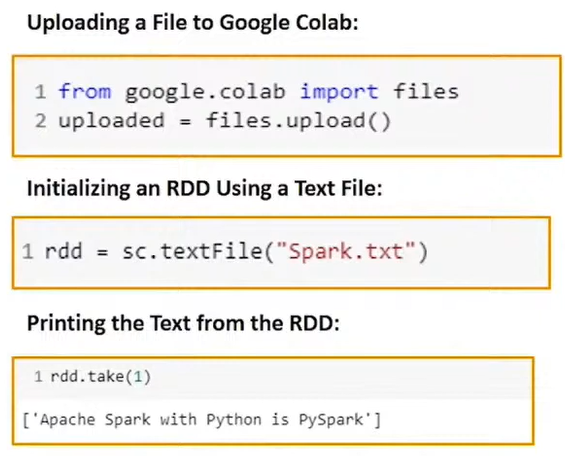 Uploading a File to Google Colab:
1 from google.colab import files
2 uploaded = files.upload()
Initializing an RDD Using a Text File:
1 rdd = sc.textFile("Spark.txt")
Printing the Text from the RDD:
1 rdd.take(1)
['Apache Spark with Python is PySpark']